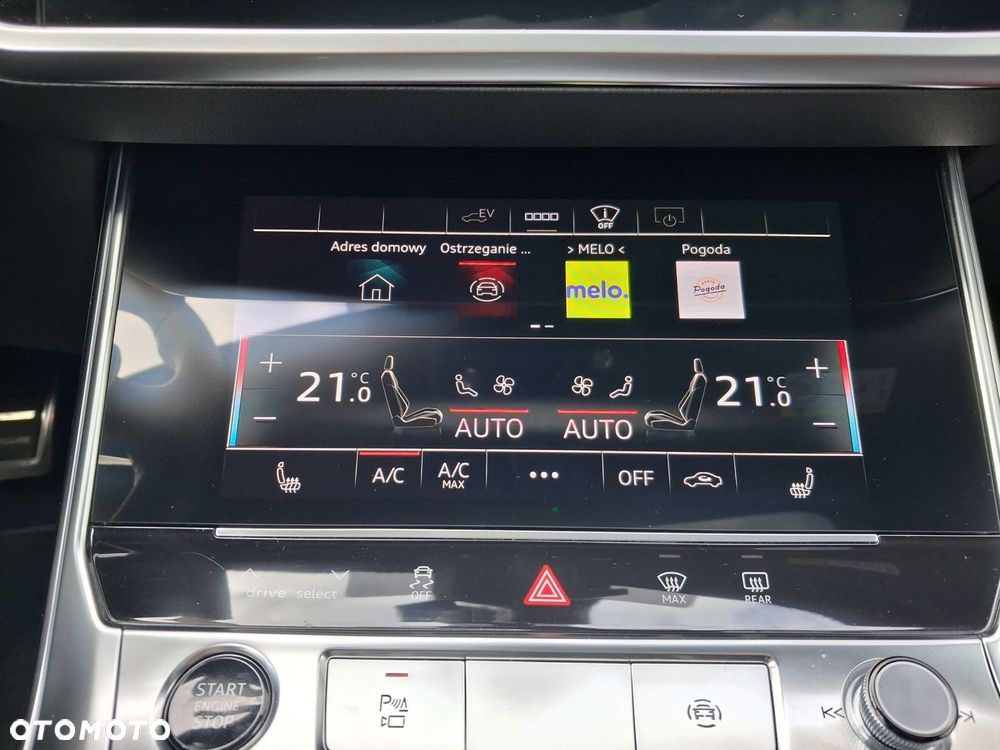 EV
OFF
Adres domowy Ostrzeganie ... > MELO < Pogoda
melo.
Pogoda
+ 21.0 °C 21.0 °C +
AUTO AUTO
A/C A/C MAX ... OFF
drive select OFF MAX REAR
START
ENGINE
STOP
P
OTOMOTO